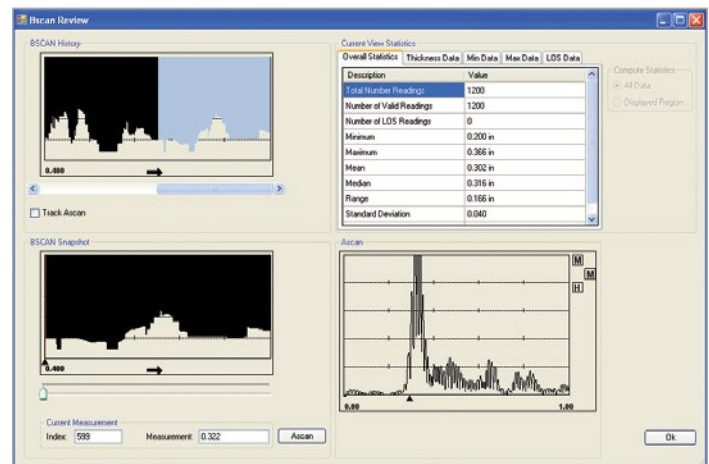 Bscan Review
BSCAN History
0.400
Track Ascan
Current View Statistics
Overall Statistics Thickness Data Min Data Max Data LOS Data
Description Value
Total Number Readings 1200
Number of Valid Readings 1200
Number of LOS Readings 0
Minimum 0.200 in
Maximum 0.366 in
Mean 0.302 in
Median 0.316 in
Range 0.166 in
Standard Deviation 0.040
Compute Statistics
All Data
Displayed Region
BSCAN Snapshot
0.400
Current Measurement
Index: 599 Measurement: 0.322 Ascan
Ascan
M
M
H
0.00 1.00
Ok